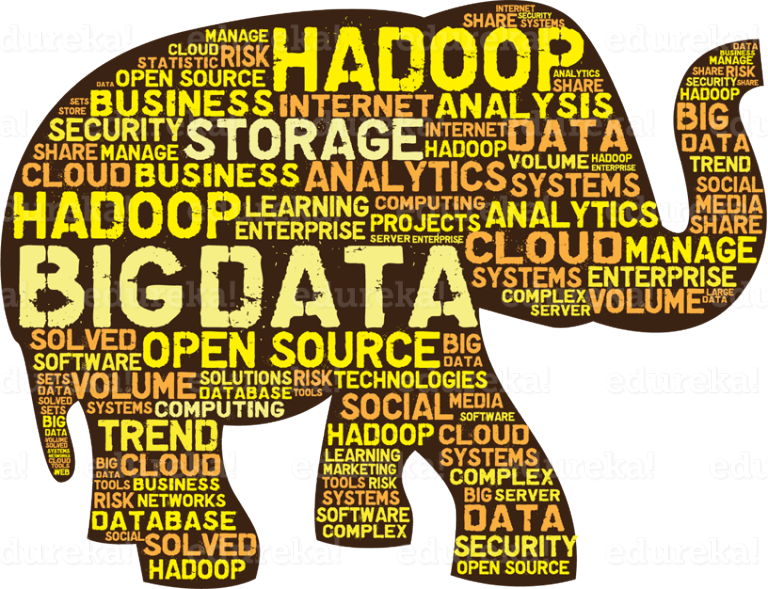 INTERNET
SHARE SECURITY
SYSTEMS
MANAGE
CLOUD
STATISTIC RISK
HADOOP
DATA OPEN SOURCE
ANALYTICS
SHARE
SETS
STORE
BUSINESS INTERNET ANALYSIS
SECURITY STORAGE INTERNET DATA
SHARE MANAGE HADOOP
VOLUME HADOOP
ENTERPRISE
CLOUD BUSINESS ANALYTICS SYSTEMS
HADOOP LEARNING COMPUTING ANALYTICS
ENTERPRISE PROJECTS
SERVER ENTERPRISE
DATA
BUSINESS
MANAGE
SHARE RISK
SECURITY SHARE
HADOOP
BIG
DATA
TREND
SOCIAL
MEDIA
SHARE
BIG DATA CLOUD MANAGE
SYSTEMS ENTERPRISE
COMPLEX VOLUME LARGE
SERVER DATA
SOLVED OPEN SOURCE BIG
SOFTWARE DATA
SETS VOLUME SOLUTIONS RISK TECHNOLOGIES
DATA DATABASE TOOLS
SOLVED SYSTEMS COMPUTING SOCIAL MEDIA
SETS SOFTWARE
BIG
DATA
VOLUME
SOLVED
SYSTEMS
NETWORKS
CLOUD
TOOLS
WEB
TREND
BIG CLOUD
DATA
TOOLS BUSINESS
RISK NETWORKS
DATABASE
SOCIAL SOLVED
HADOOP
HADOOP CLOUD
LEARNING SYSTEMS
MARKETING
TOOLS RISK COMPLEX
SYSTEMS BIG SERVER
SOFTWARE DATA
COMPLEX
SECURITY
OPEN SOURCE
edureka!